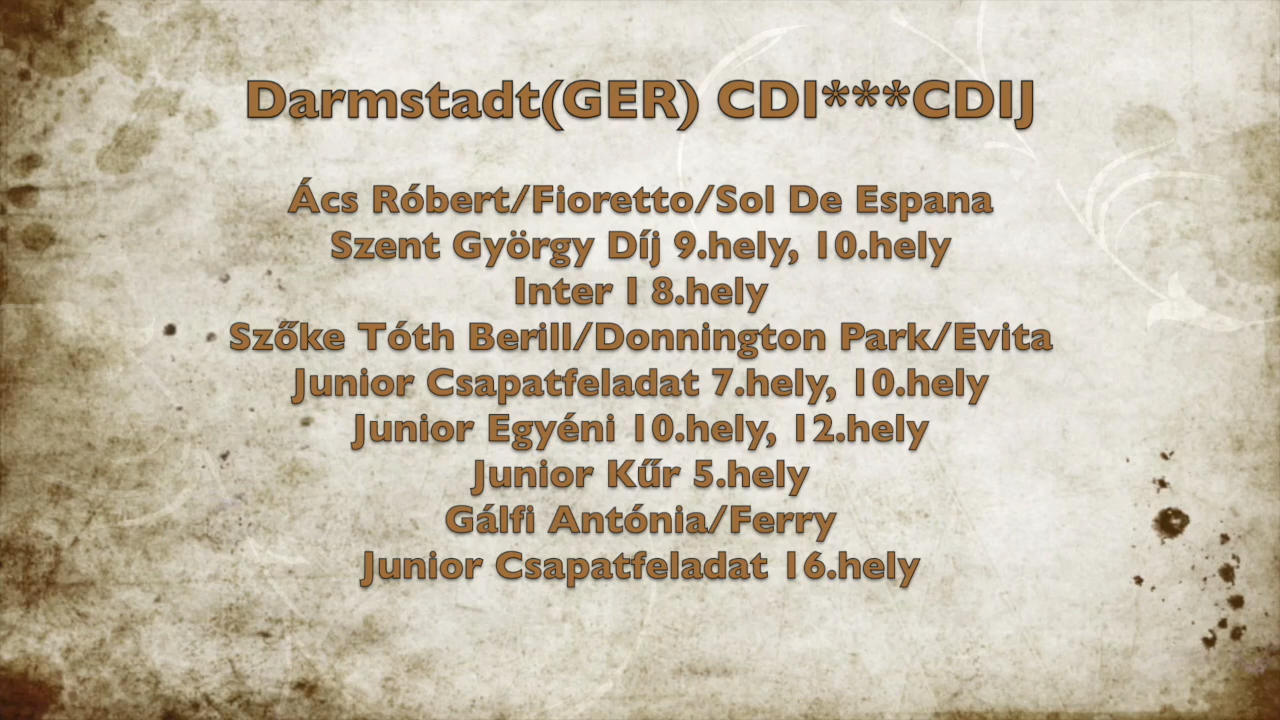 Darmstadt(GER) CDI***CDIJ
Ács Róbert/Fioretto/Sol De Espana
Szent György Díj 9.hely, 10.hely
Inter I 8.hely
Szőke Tóth Berill/Donnington Park/Evita
Junior Csapatfeladat 7.hely, 10.hely
Junior Egyéni 10.hely, 12.hely
Junior Kűr 5.hely
Gálfi Antónia/Ferry
Junior Csapatfeladat 16.hely